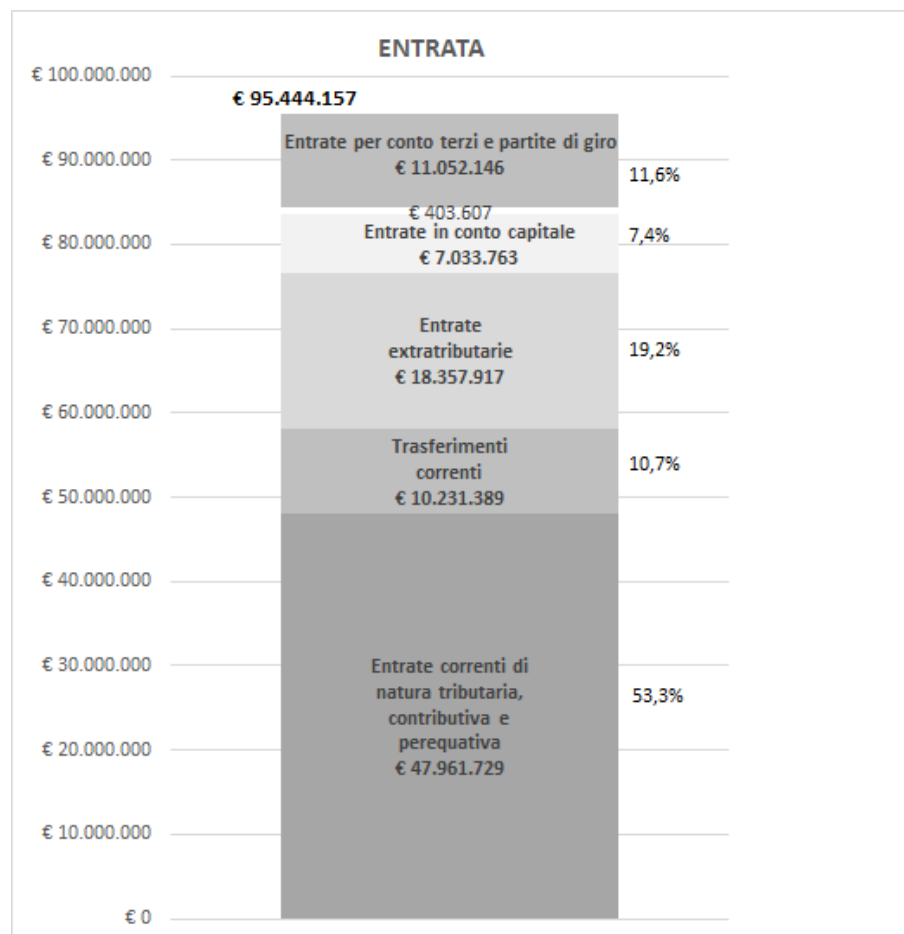 ENTRATA
€ 100.000.000
€ 95.444.157
Entrate per conto terzi e partite di giro
€ 90.000.000
€ 11.052.146
11,6%
€ 403.607
€ 80.000.000
Entrate in conto capitale
7,4%
€ 7.033.763
€ 70.000.000
Entrate
extratributarie
19,2%
€ 18.357.917
€ 60.000.000
Trasferimenti
correnti
10,7%
€ 10.231.389
€ 50.000.000
€ 40.000.000
€ 30.000.000
Entrate correnti di
natura tributaria,
53,3%
contributiva e
perequativa
€ 20.000.000
€ 47.961.729
€ 10.000.000
€ 0